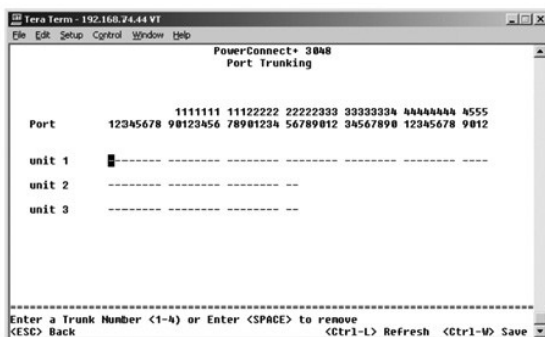 Tera Term - 192.168.74.44 VT
File Edit Setup Control Window Help
PowerConnect+ 3048
Port Trunking
1111111 11122222 22222333 33333334 44444444 4555
Port 12345678 90123456 78901234 56789012 34567890 12345678 9012
unit 1 -------- -------- -------- -------- -------- -------- ----
unit 2 -------- -------- -------- --
unit 3 -------- -------- -------- --
================================================================================
Enter a Trunk Number <1-4> or Enter <SPACE> to remove
<ESC> Back <Ctrl-L> Refresh <Ctrl-W> Save